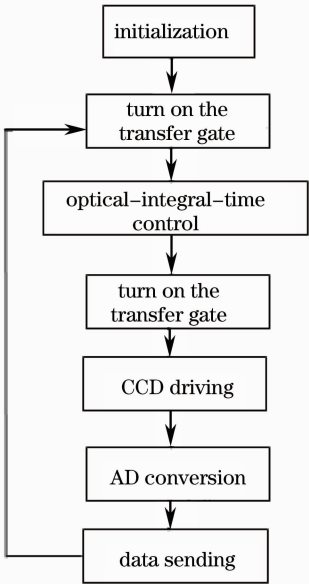 initialization
turn on the
transfer gate
optical-integral-time
control
turn on the
transfer gate
CCD driving
AD conversion
data sending